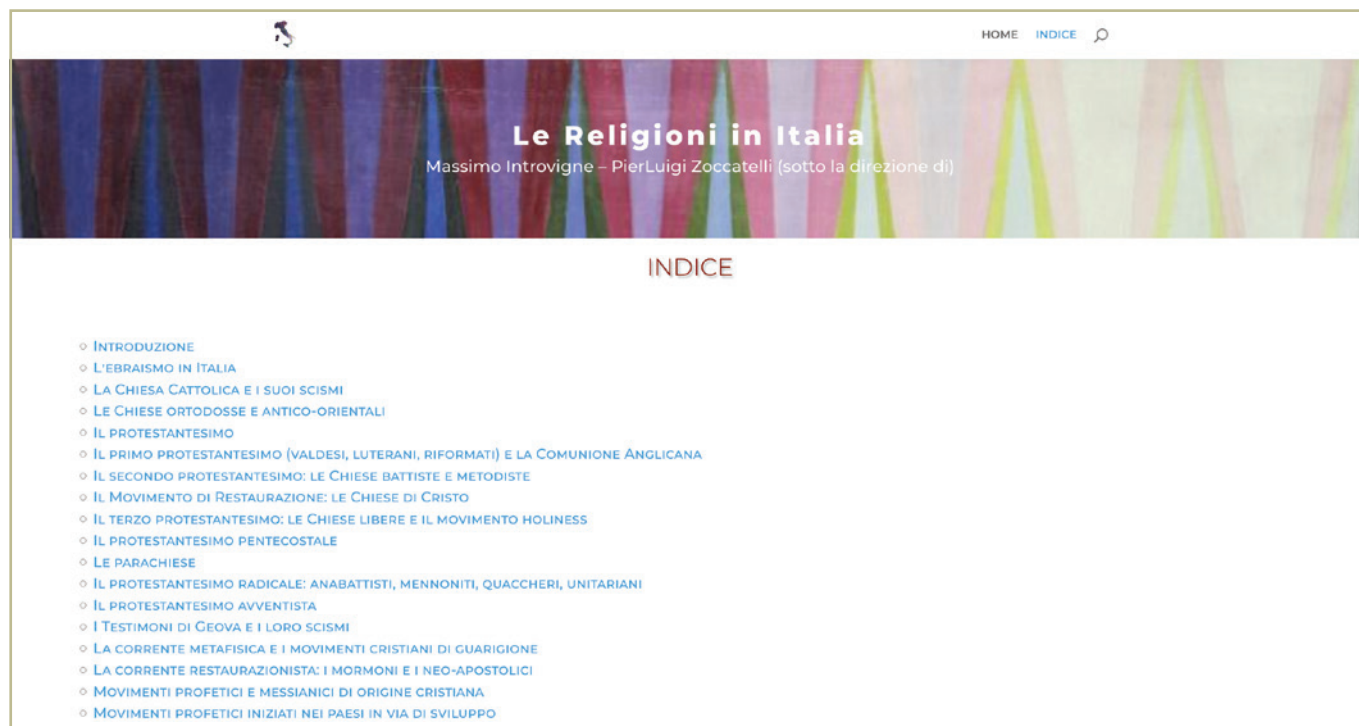 HOME INDICE
Le Religioni in Italia
Massimo Introvigne – PierLuigi Zoccatelli (sotto la direzione di)
INDICE
Introduzione
L'ebraismo in Italia
La Chiesa Cattolica e i suoi scismi
Le Chiese ortodosse e antico-orientali
Il protestantesimo
Il primo protestantesimo (valdesi, luterani, riformati) e la Comunione Anglicana
Il secondo protestantesimo: le Chiese battiste e metodiste
Il Movimento di Restaurazione: le Chiese di Cristo
Il terzo protestantesimo: le Chiese libere e il movimento holiness
Il protestantesimo pentecostale
Le parachiese
Il protestantesimo radicale: anabattisti, mennoniti, quaccheri, unitariani
Il protestantesimo avventista
I Testimoni di Geova e i loro scismi
La corrente metafisica e i movimenti cristiani di guarigione
La corrente restaurazionista: i mormoni e i neo-apostolici
Movimenti profetici e messianici di origine cristiana
Movimenti profetici iniziati nei paesi in via di sviluppo